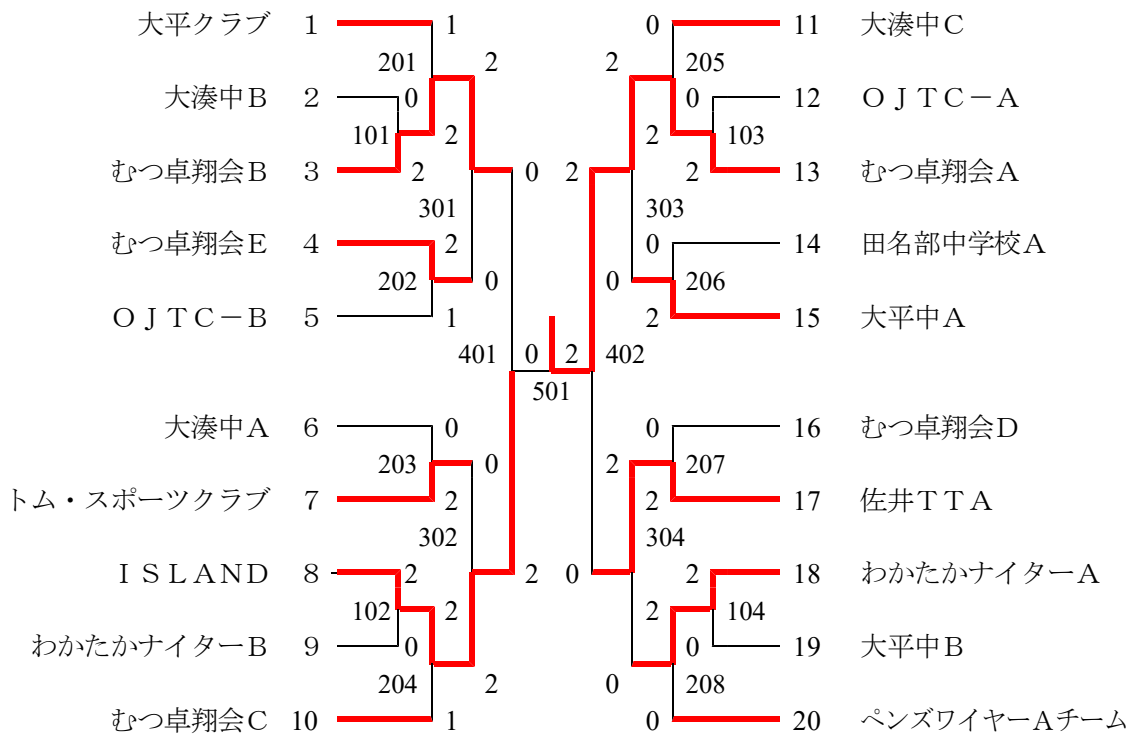 大平クラブ 1 1 0 11 大湊中C
201 2 2 205
大湊中B 2 0 0 12 ＯＪＴＣ－A
101 2 2 103
むつ卓翔会B 3 2 0 2 2 13 むつ卓翔会A
301 303
むつ卓翔会E 4 2 0 14 田名部中学校A
202 0 0 206
ＯＪＴＣ－B 5 1 2 15 大平中A
401 0 2 402
501
大湊中A 6 0 0 16 むつ卓翔会D
203 0 2 207
トム・スポーツクラブ 7 2 2 17 佐井ＴＴＡ
302 304
ＩＳＬＡＮＤ 8 2 2 0 2 18 わかたかナイターA
102 2 2 104
わかたかナイターB 9 0 0 19 大平中B
204 2 0 208
むつ卓翔会C 10 1 0 20 ペンズワイヤーAチーム